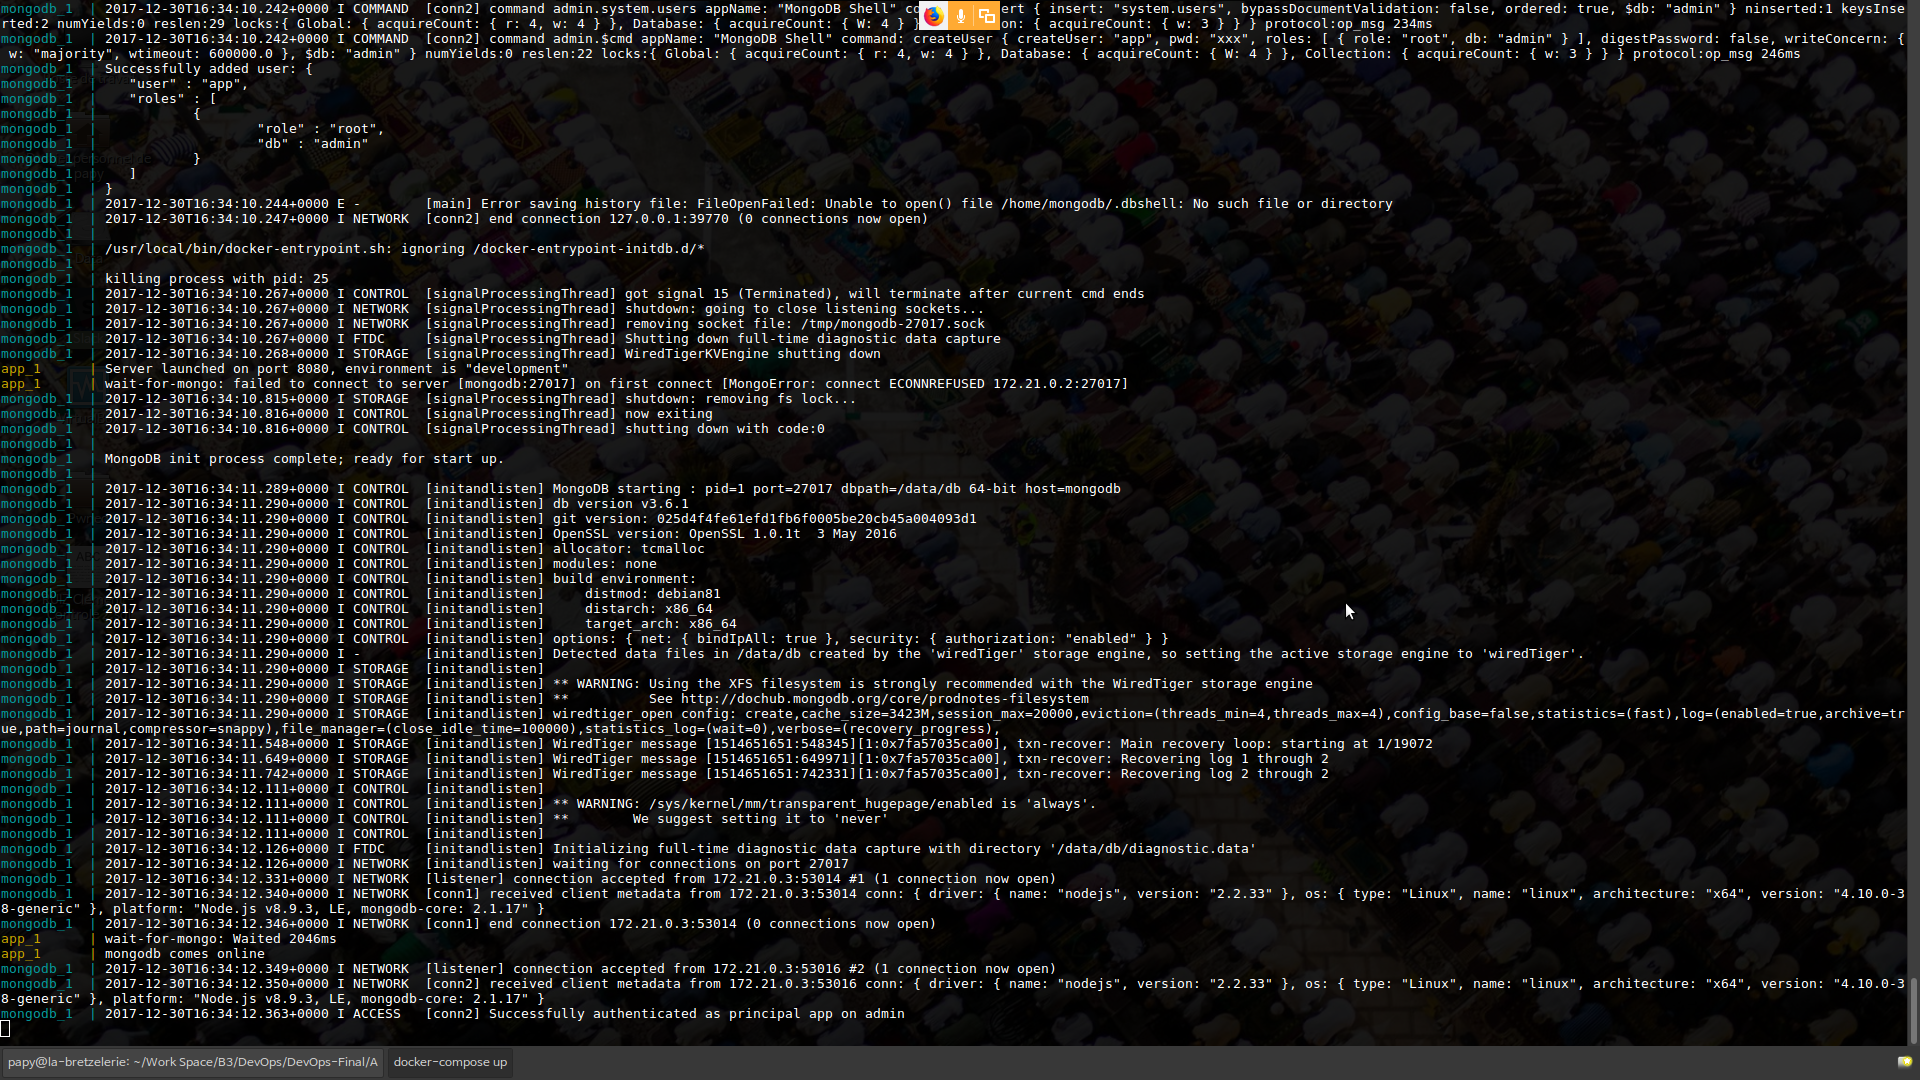 mongodb_1  | 2017-12-30T16:34:10.242+0000 I COMMAND  [conn2] command admin.system.users appName: "MongoDB Shell" co ert { insert: "system.users", bypassDocumentValidation: false, ordered: true, $db: "admin" } ninserted:1 keysInse
rted:2 numYields:0 reslen:29 locks:{ Global: { acquireCount: { r: 4, w: 4 } }, Database: { acquireCount: { W: 4 } on: { acquireCount: { w: 3 } } } protocol:op_msg 234ms
mongodb_1  | 2017-12-30T16:34:10.242+0000 I COMMAND  [conn2] command admin.$cmd appName: "MongoDB Shell" command: createUser { createUser: "app", pwd: "xxx", roles: [ { role: "root", db: "admin" } ], digestPassword: false, writeConcern: {
 w: "majority", wtimeout: 600000.0 }, $db: "admin" } numYields:0 reslen:22 locks:{ Global: { acquireCount: { r: 4, w: 4 } }, Database: { acquireCount: { W: 4 } }, Collection: { acquireCount: { w: 3 } } } protocol:op_msg 246ms
mongodb_1  | Successfully added user: {
mongodb_1  |    "user" : "app",
mongodb_1  |    "roles" : [
mongodb_1  |            {
mongodb_1  |                    "role" : "root",
mongodb_1  |                    "db" : "admin"
mongodb_1  |            }
mongodb_1  |    ]
mongodb_1  | }
mongodb_1  | 2017-12-30T16:34:10.244+0000 E -        [main] Error saving history file: FileOpenFailed: Unable to open() file /home/mongodb/.dbshell: No such file or directory
mongodb_1  | 2017-12-30T16:34:10.247+0000 I NETWORK  [conn2] end connection 127.0.0.1:39770 (0 connections now open)
mongodb_1  |
mongodb_1  | /usr/local/bin/docker-entrypoint.sh: ignoring /docker-entrypoint-initdb.d/*
mongodb_1  |
mongodb_1  | killing process with pid: 25
mongodb_1  | 2017-12-30T16:34:10.267+0000 I CONTROL  [signalProcessingThread] got signal 15 (Terminated), will terminate after current cmd ends
mongodb_1  | 2017-12-30T16:34:10.267+0000 I NETWORK  [signalProcessingThread] shutdown: going to close listening sockets...
mongodb_1  | 2017-12-30T16:34:10.267+0000 I NETWORK  [signalProcessingThread] removing socket file: /tmp/mongodb-27017.sock
mongodb_1  | 2017-12-30T16:34:10.267+0000 I FTDC     [signalProcessingThread] Shutting down full-time diagnostic data capture
mongodb_1  | 2017-12-30T16:34:10.268+0000 I STORAGE  [signalProcessingThread] WiredTigerKVEngine shutting down
app_1      | Server launched on port 8080, environment is "development"
app_1      | wait-for-mongo: failed to connect to server [mongodb:27017] on first connect [MongoError: connect ECONNREFUSED 172.21.0.2:27017]
mongodb_1  | 2017-12-30T16:34:10.815+0000 I STORAGE  [signalProcessingThread] shutdown: removing fs lock...
mongodb_1  | 2017-12-30T16:34:10.816+0000 I CONTROL  [signalProcessingThread] now exiting
mongodb_1  | 2017-12-30T16:34:10.816+0000 I CONTROL  [signalProcessingThread] shutting down with code:0
mongodb_1  |
mongodb_1  | MongoDB init process complete; ready for start up.
mongodb_1  |
mongodb_1  | 2017-12-30T16:34:11.289+0000 I CONTROL  [initandlisten] MongoDB starting : pid=1 port=27017 dbpath=/data/db 64-bit host=mongodb
mongodb_1  | 2017-12-30T16:34:11.290+0000 I CONTROL  [initandlisten] db version v3.6.1
mongodb_1  | 2017-12-30T16:34:11.290+0000 I CONTROL  [initandlisten] git version: 025d4f4fe61efd1fb6f0005be20cb45a004093d1
mongodb_1  | 2017-12-30T16:34:11.290+0000 I CONTROL  [initandlisten] OpenSSL version: OpenSSL 1.0.1t  3 May 2016
mongodb_1  | 2017-12-30T16:34:11.290+0000 I CONTROL  [initandlisten] allocator: tcmalloc
mongodb_1  | 2017-12-30T16:34:11.290+0000 I CONTROL  [initandlisten] modules: none
mongodb_1  | 2017-12-30T16:34:11.290+0000 I CONTROL  [initandlisten] build environment:
mongodb_1  | 2017-12-30T16:34:11.290+0000 I CONTROL  [initandlisten]     distmod: debian81
mongodb_1  | 2017-12-30T16:34:11.290+0000 I CONTROL  [initandlisten]     distarch: x86_64
mongodb_1  | 2017-12-30T16:34:11.290+0000 I CONTROL  [initandlisten]     target_arch: x86_64
mongodb_1  | 2017-12-30T16:34:11.290+0000 I CONTROL  [initandlisten] options: { net: { bindIpAll: true }, security: { authorization: "enabled" } }
mongodb_1  | 2017-12-30T16:34:11.290+0000 I -        [initandlisten] Detected data files in /data/db created by the 'wiredTiger' storage engine, so setting the active storage engine to 'wiredTiger'.
mongodb_1  | 2017-12-30T16:34:11.290+0000 I STORAGE  [initandlisten]
mongodb_1  | 2017-12-30T16:34:11.290+0000 I STORAGE  [initandlisten] ** WARNING: Using the XFS filesystem is strongly recommended with the WiredTiger storage engine
mongodb_1  | 2017-12-30T16:34:11.290+0000 I STORAGE  [initandlisten] **          See http://dochub.mongodb.org/core/prodnotes-filesystem
mongodb_1  | 2017-12-30T16:34:11.290+0000 I STORAGE  [initandlisten] wiredtiger_open config: create,cache_size=3423M,session_max=20000,eviction=(threads_min=4,threads_max=4),config_base=false,statistics=(fast),log=(enabled=true,archive=tr
ue,path=journal,compressor=snappy),file_manager=(close_idle_time=100000),statistics_log=(wait=0),verbose=(recovery_progress),
mongodb_1  | 2017-12-30T16:34:11.548+0000 I STORAGE  [initandlisten] WiredTiger message [1514651651:548345][1:0x7fa57035ca00], txn-recover: Main recovery loop: starting at 1/19072
mongodb_1  | 2017-12-30T16:34:11.649+0000 I STORAGE  [initandlisten] WiredTiger message [1514651651:649971][1:0x7fa57035ca00], txn-recover: Recovering log 1 through 2
mongodb_1  | 2017-12-30T16:34:11.742+0000 I STORAGE  [initandlisten] WiredTiger message [1514651651:742331][1:0x7fa57035ca00], txn-recover: Recovering log 2 through 2
mongodb_1  | 2017-12-30T16:34:12.111+0000 I CONTROL  [initandlisten]
mongodb_1  | 2017-12-30T16:34:12.111+0000 I CONTROL  [initandlisten] ** WARNING: /sys/kernel/mm/transparent_hugepage/enabled is 'always'.
mongodb_1  | 2017-12-30T16:34:12.111+0000 I CONTROL  [initandlisten] **        We suggest setting it to 'never'
mongodb_1  | 2017-12-30T16:34:12.111+0000 I CONTROL  [initandlisten]
mongodb_1  | 2017-12-30T16:34:12.126+0000 I FTDC     [initandlisten] Initializing full-time diagnostic data capture with directory '/data/db/diagnostic.data'
mongodb_1  | 2017-12-30T16:34:12.126+0000 I NETWORK  [initandlisten] waiting for connections on port 27017
mongodb_1  | 2017-12-30T16:34:12.331+0000 I NETWORK  [listener] connection accepted from 172.21.0.3:53014 #1 (1 connection now open)
mongodb_1  | 2017-12-30T16:34:12.340+0000 I NETWORK  [conn1] received client metadata from 172.21.0.3:53014 conn: { driver: { name: "nodejs", version: "2.2.33" }, os: { type: "Linux", name: "linux", architecture: "x64", version: "4.10.0-3
8-generic" }, platform: "Node.js v8.9.3, LE, mongodb-core: 2.1.17" }
mongodb_1  | 2017-12-30T16:34:12.346+0000 I NETWORK  [conn1] end connection 172.21.0.3:53014 (0 connections now open)
app_1      | wait-for-mongo: Waited 2046ms
app_1      | mongodb comes online
mongodb_1  | 2017-12-30T16:34:12.349+0000 I NETWORK  [listener] connection accepted from 172.21.0.3:53016 #2 (1 connection now open)
mongodb_1  | 2017-12-30T16:34:12.350+0000 I NETWORK  [conn2] received client metadata from 172.21.0.3:53016 conn: { driver: { name: "nodejs", version: "2.2.33" }, os: { type: "Linux", name: "linux", architecture: "x64", version: "4.10.0-3
8-generic" }, platform: "Node.js v8.9.3, LE, mongodb-core: 2.1.17" }
mongodb_1  | 2017-12-30T16:34:12.363+0000 I ACCESS   [conn2] Successfully authenticated as principal app on admin
papy@la-bretzelerie: ~/Work Space/B3/DevOps/DevOps-Final/A docker-compose up